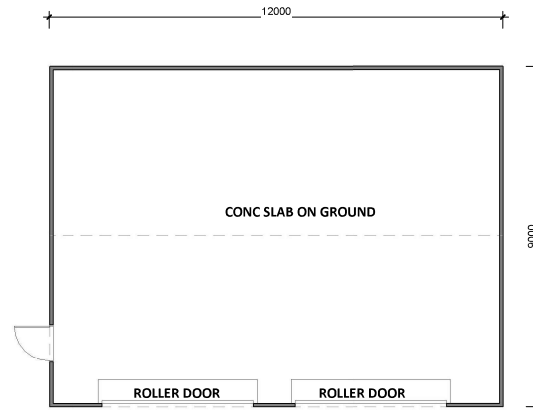 12000
CONC SLAB ON GROUND
9000
ROLLER DOOR
ROLLER DOOR